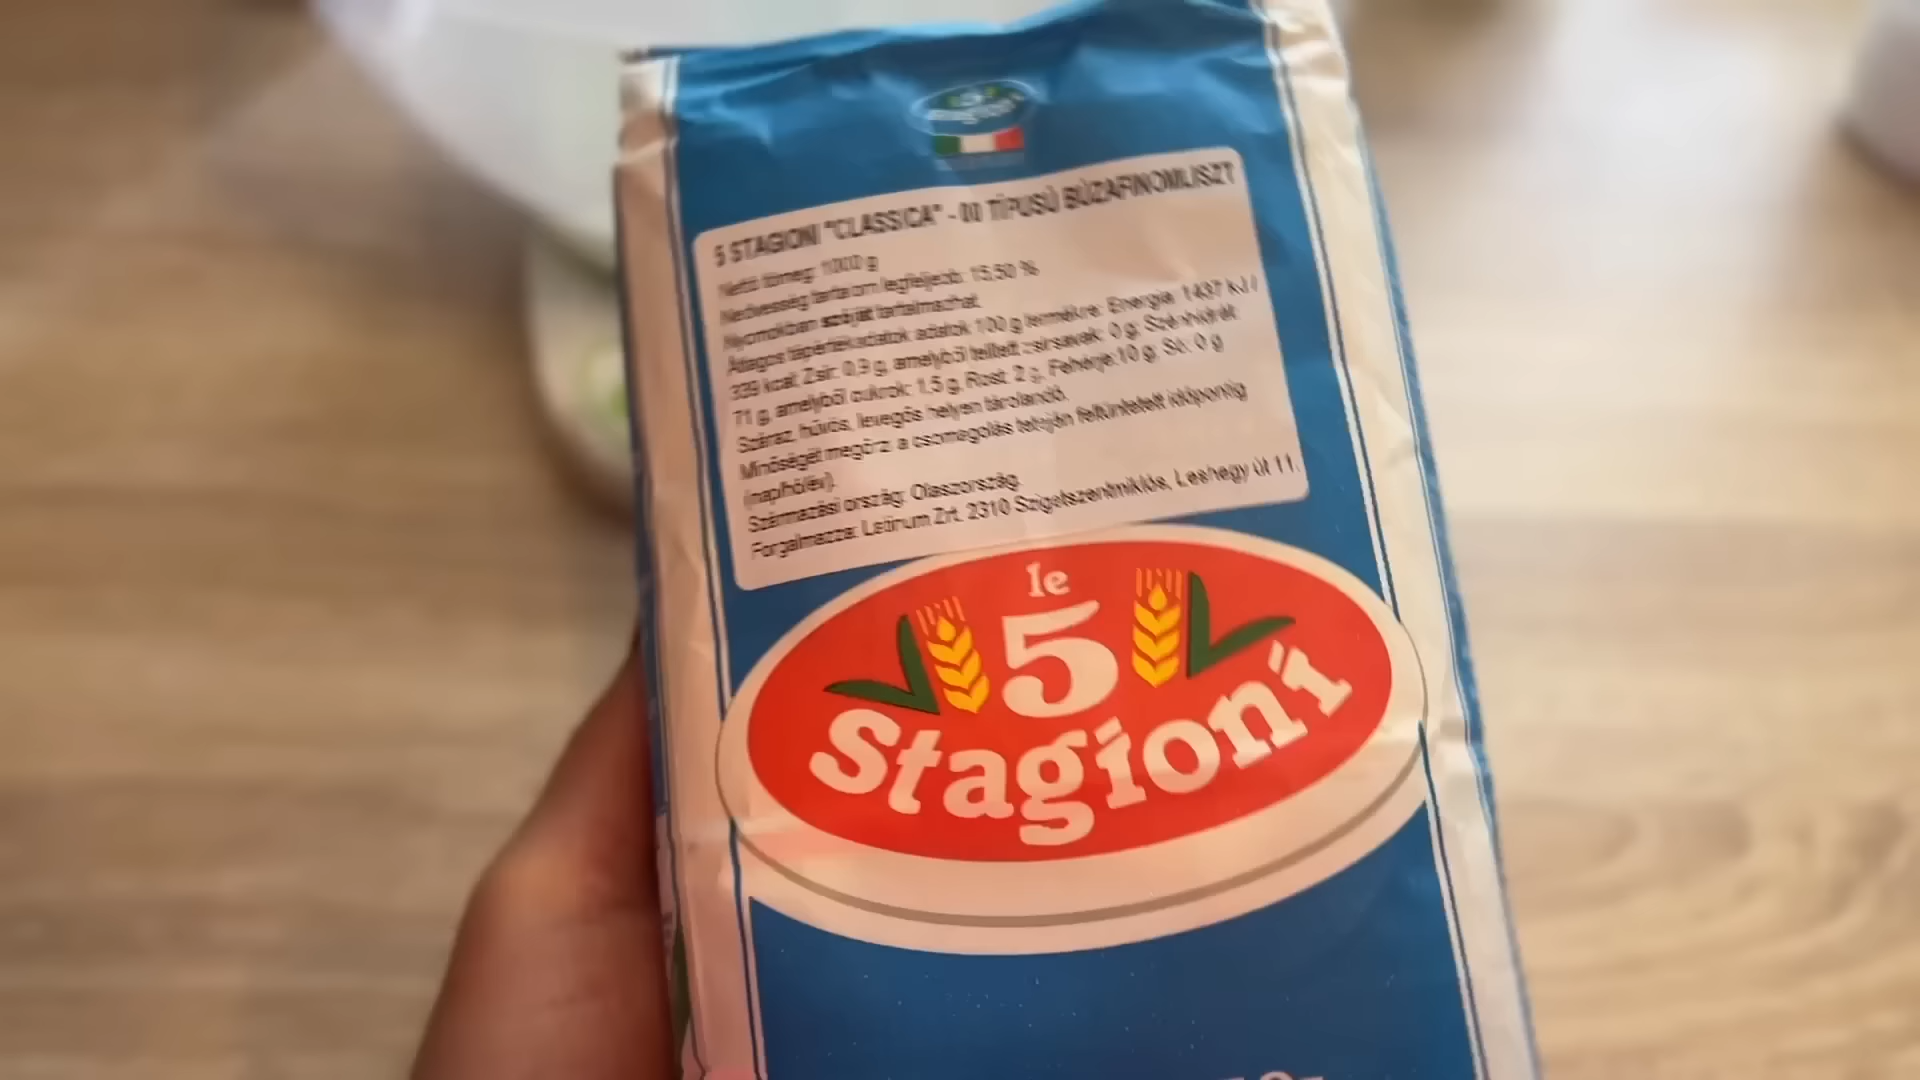 5 STAGIONI "CLASSICA" - 00 TÍPUSÚ BÚZAFINOMLISZT
Nettó tömeg: 1000 g
Nedvesség tartalom legfeljebb: 15,50 %
Nyomokban szóját tartalmazhat.
Átlagos tápértékadatok adatok 100 g termékre: Energia: 1437 kJ /
339 kcal; Zsír: 0,9 g, amelyből telített zsírsavak: 0 g; Szénhidrát:
71 g, amelyből cukrok: 1,5 g, Rost: 2 g, Fehérje:10 g, Só: 0 g
Száraz, hűvös, levegős helyen tárolandó.
Minőségét megőrzi a csomagolás tetején feltüntetett időpontig
(nap/hó/év).
Származási ország: Olaszország.
Forgalmazza: Zrt. 2310 Szigetszentmiklós, Leshegy út 11.
le
5
Stagioni